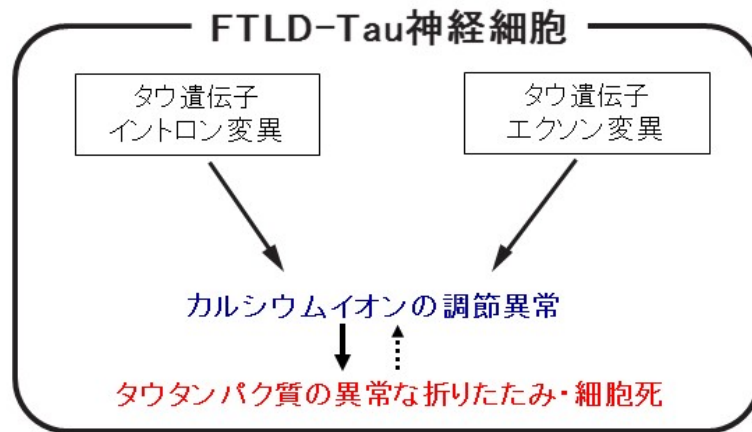 FTLD-Tau神経細胞
タウ遺伝子
イントロン変異
タウ遺伝子
エクソン変異
カルシウムイオンの調節異常
タウタンパク質の異常な折りたたみ・細胞死